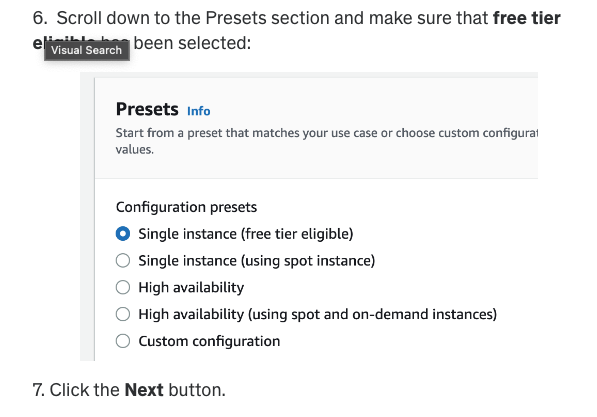 6. Scroll down to the Presets section and make sure that free tier
been selected:
Visual Search
Presets Info
Start from a preset that matches your use case or choose custom configurat
values.
Configuration presets
Single instance (free tier eligible)
Single instance (using spot instance)
High availability
High availability (using spot and on-demand instances)
Custom configuration
7. Click the Next button.